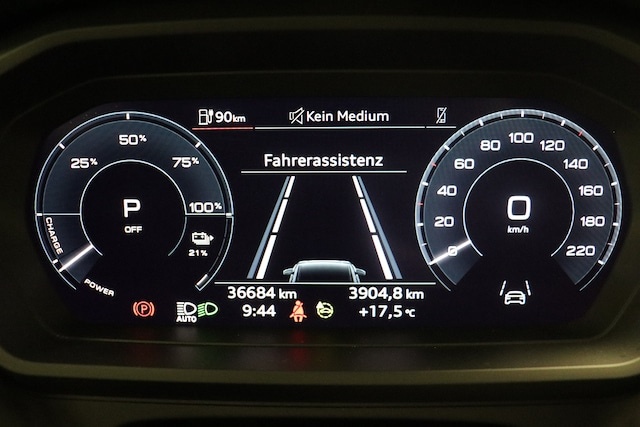 90km
Kein Medium
Fahrerassistenz
25%
50%
75%
100%
CHARGE
POWER
P
OFF
21%
0
20
40
60
80
100
120
140
160
180
220
0
km/h
36684 km
3904,8 km
9:44
+17,5 °C
P
AUTO